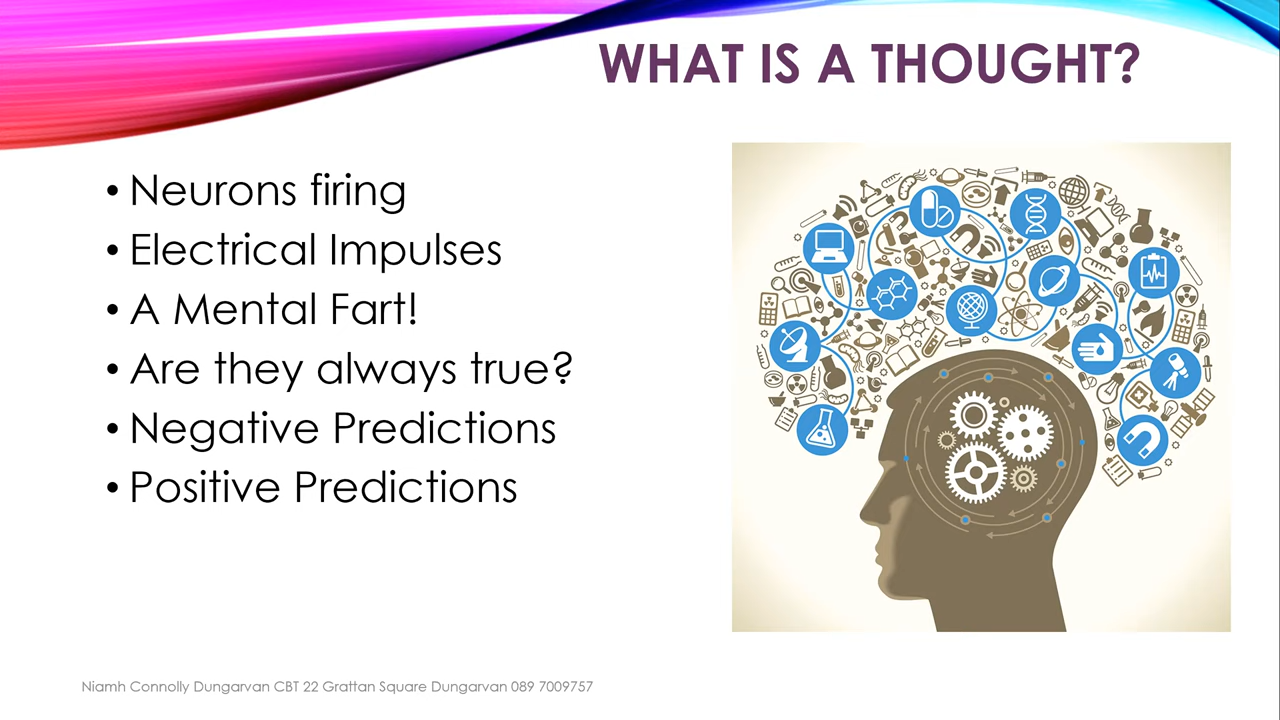 WHAT IS A THOUGHT?
• Neurons firing
• Electrical Impulses
• A Mental Fart!
• Are they always true?
• Negative Predictions
• Positive Predictions
Niamh Connolly Dungarvan CBT 22 Grattan Square Dungarvan 089 7009757